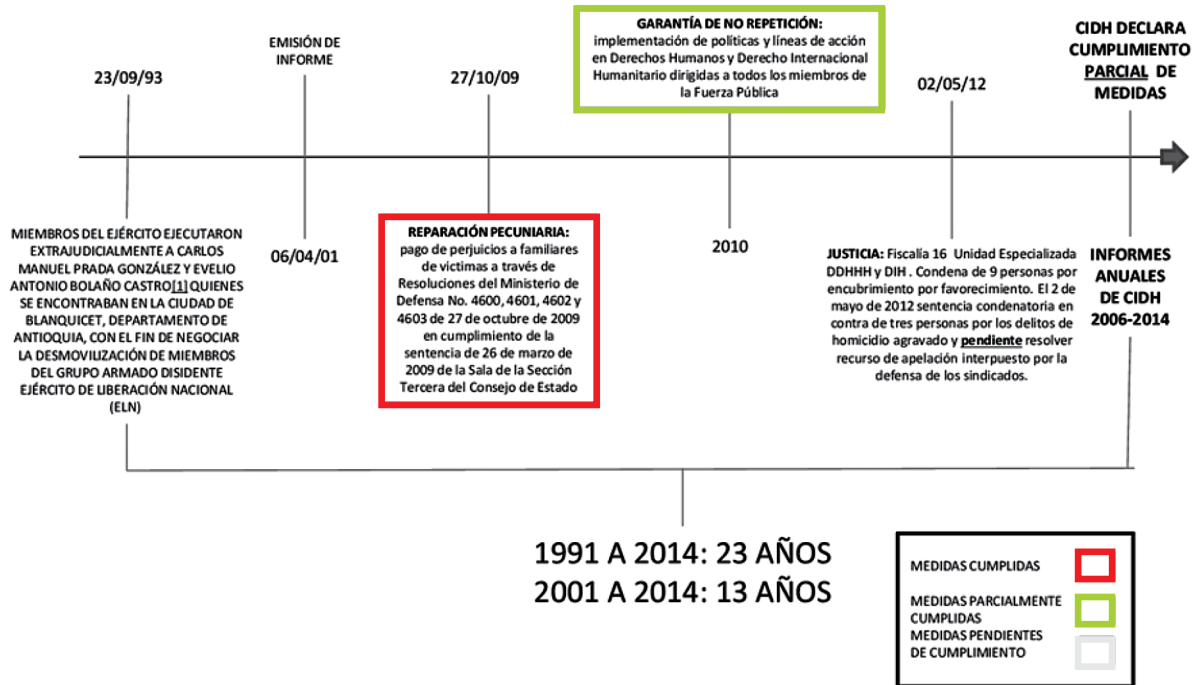 23/09/93
EMISIÓN DE
INFORME
27/10/09
GARANTÍA DE NO REPETICIÓN:
implementación de políticas y líneas de acción
en Derechos Humanos y Derecho Internacional
Humanitario dirigidas a todos los miembros de
la Fuerza Pública
02/05/12
CIDH DECLARA
CUMPLIMIENTO
PARCIAL DE
MEDIDAS
MIEMBROS DEL EJÉRCITO EJECUTARON
EXTRAJUDICIALMENTE A CARLOS
MANUEL PRADA GONZÁLEZ Y EVELIO
ANTONIO BOLAÑO CASTRO[1] QUIENES
SE ENCONTRABAN EN LA CIUDAD DE
BLANQUICET, DEPARTAMENTO DE
ANTIOQUIA, CON EL FIN DE NEGOCIAR
LA DESMOVILIZACIÓN DE MIEMBROS
DEL GRUPO ARMADO DISIDENTE
EJÉRCITO DE LIBERACIÓN NACIONAL
(ELN)
06/04/01
REPARACIÓN PECUNIARIA:
pago de perjuicios a familiares
de victimas a través de
Resoluciones del Ministerio de
Defensa No. 4600, 4601, 4602 y
4603 de 27 de octubre de 2009
en cumplimiento de la
sentencia de 26 de marzo de
2009 de la Sala de la Sección
Tercera del Consejo de Estado
2010
JUSTICIA: Fiscalía 16 Unidad Especializada
DDHHH y DIH . Condena de 9 personas por
encubrimiento por favorecimiento. El 2 de
mayo de 2012 sentencia condenatoria en
contra de tres personas por los delitos de
homicidio agravado y pendiente resolver
recurso de apelación interpuesto por la
defensa de los sindicados.
INFORMES
ANUALES
DE CIDH
2006-2014
1991 A 2014: 23 AÑOS
2001 A 2014: 13 AÑOS
MEDIDAS CUMPLIDAS
MEDIDAS PARCIALMENTE
CUMPLIDAS
MEDIDAS PENDIENTES
DE CUMPLIMIENTO